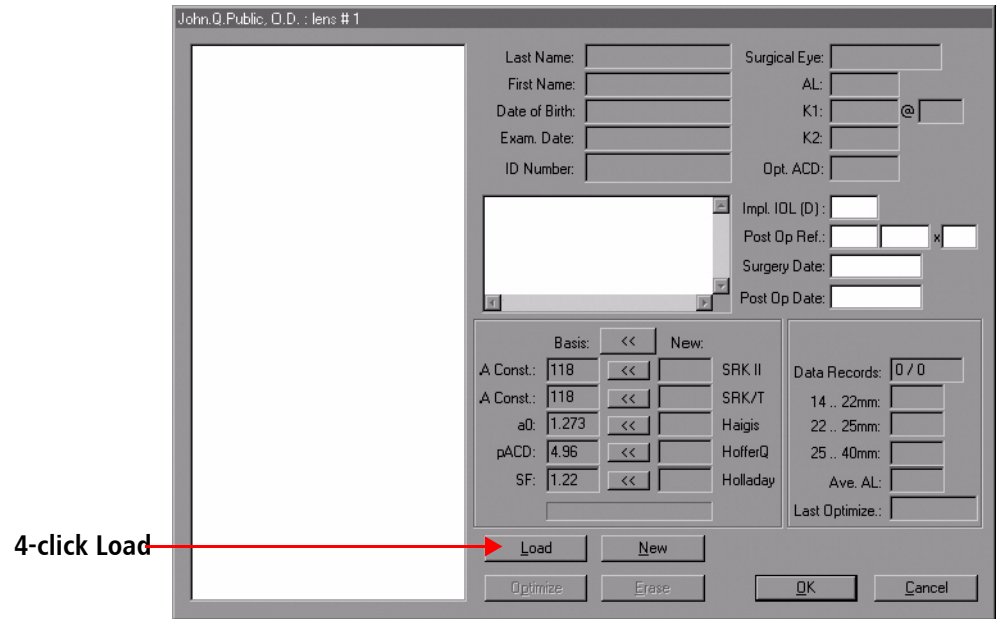 John.Q.Public, O.D. : lens # 1
Last Name:
First Name:
Date of Birth:
Exam. Date:
ID Number:
Surgical Eye:
AL:
K1: @
K2:
Opt. ACD:
Impl. IOL (D) :
Post Op Ref.: x
Surgery Date:
Post Op Date:
Basis: << New:
A Const.: 118 << SRK II
A Const.: 118 << SRK/T
a0: 1.273 << Haigis
pACD: 4.96 << HofferQ
SF: 1.22 << Holladay
Data Records: 0 / 0
14 .. 22mm:
22 .. 25mm:
25 .. 40mm:
Ave. AL:
Last Optimize.:
4-click Load
Load New
Optimize Erase OK Cancel